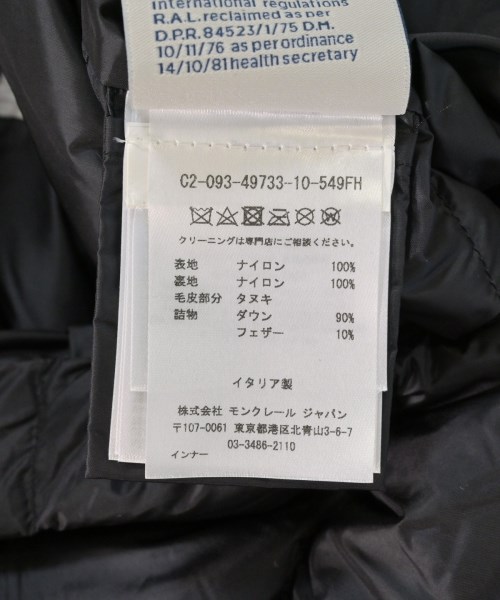 international regulations
R.A.L. reclaimed as per
D.P.R. 84523/1/75 D.M.
10/11/76 as per ordinance
14/10/81 health secretary
C2-093-49733-10-549FH
クリーニングは専門店にご相談ください。
表地 ナイロン 100%
裏地 ナイロン 100%
毛皮部分 タヌキ
詰物 ダウン 90%
フェザー 10%
イタリア製
株式会社 モンクレール ジャパン
〒107-0061 東京都港区北青山3-6-7
03-3486-2110
インナー